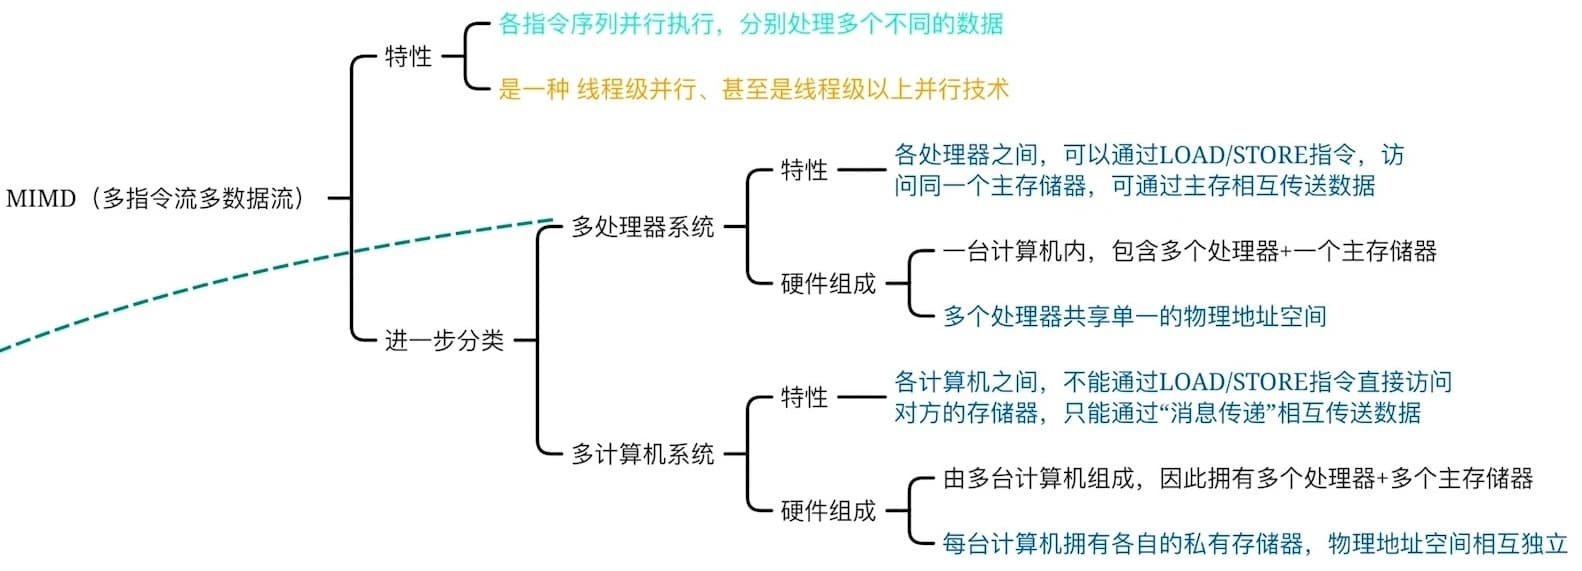 MIMD（多指令流多数据流）
特性
各指令序列并行执行，分别处理多个不同的数据
是一种 线程级并行、甚至是线程级以上并行技术
进一步分类
多处理器系统
特性
各处理器之间，可以通过LOAD/STORE指令，访
问同一个主存储器，可通过主存相互传送数据
硬件组成
一台计算机内，包含多个处理器+一个主存储器
多个处理器共享单一的物理地址空间
多计算机系统
特性
各计算机之间，不能通过LOAD/STORE指令直接访问
对方的存储器，只能通过“消息传递”相互传送数据
硬件组成
由多台计算机组成，因此拥有多个处理器+多个主存储器
每台计算机拥有各自的私有存储器，物理地址空间相互独立